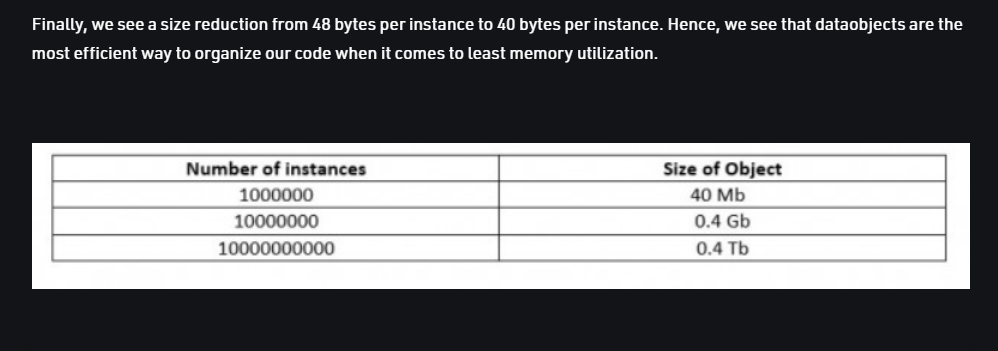 Finally, we see a size reduction from 48 bytes per instance to 40 bytes per instance. Hence, we see that dataobjects are the
most efficient way to organize our code when it comes to least memory utilization.
Number of instances Size of Object
1000000 40 Mb
10000000 0.4 Gb
10000000000 0.4 Tb